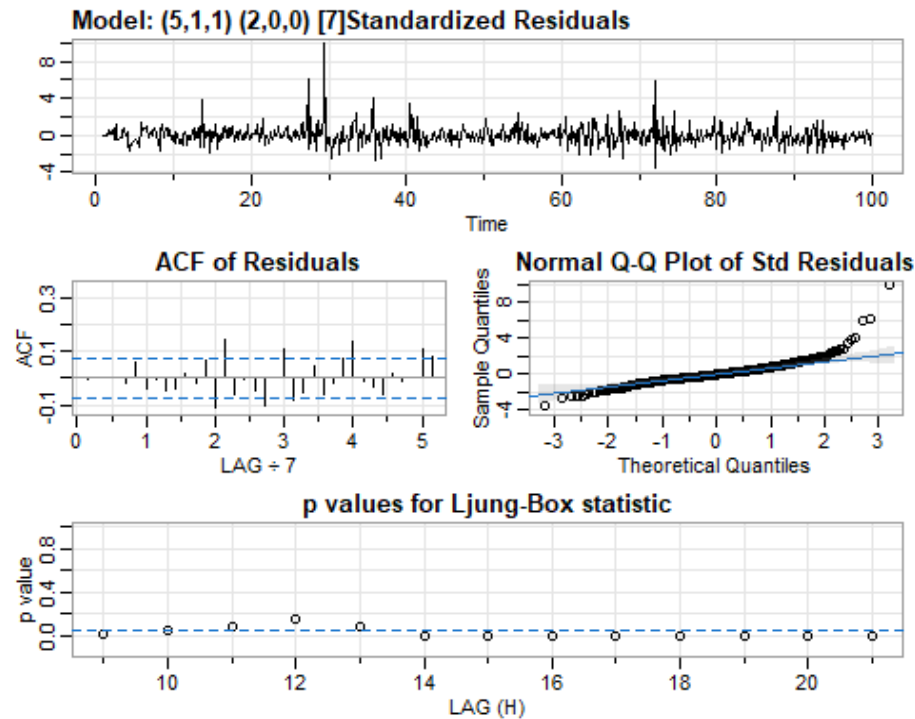 Model: (5,1,1) (2,0,0) [7]Standardized Residuals
8
4
0
-4
0 20 40 60 80 100
Time
ACF of Residuals
ACF
0.3
0.1
-0.1
0 1 2 3 4 5
LAG ÷ 7
Normal Q-Q Plot of Std Residuals
Sample Quantiles
8
4
0
-4
-3 -2 -1 0 1 2 3
Theoretical Quantiles
p values for Ljung-Box statistic
p value
0.8
0.4
0.0
10 12 14 16 18 20
LAG (H)